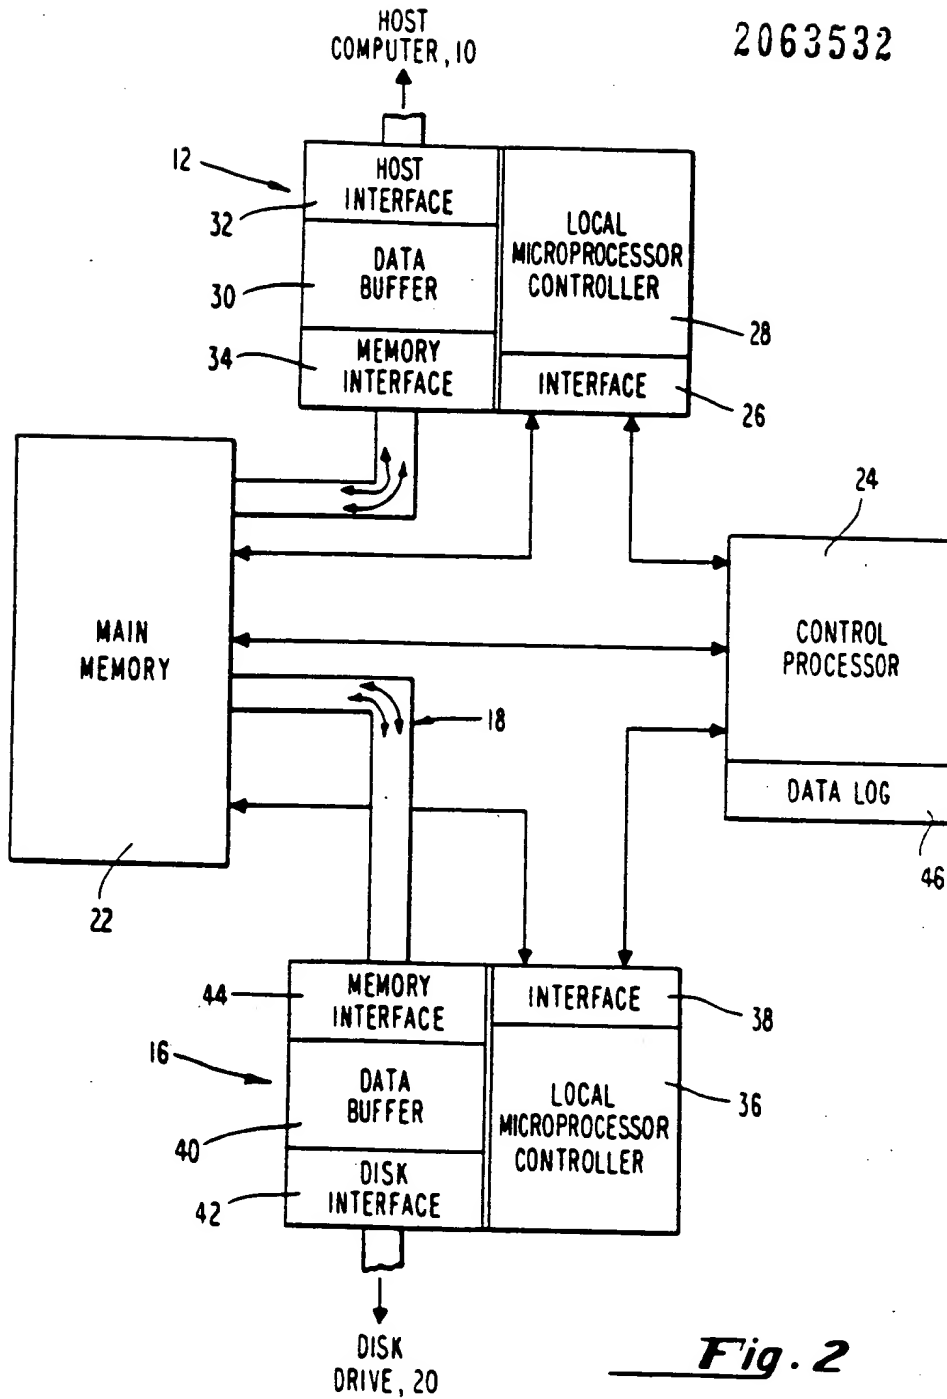 HOST
COMPUTER, 10
2063532
12
HOST
INTERFACE
32
DATA
BUFFER
30
MEMORY
INTERFACE
34
LOCAL
MICROPROCESSOR
CONTROLLER
28
INTERFACE
26
24
MAIN
MEMORY
22
CONTROL
PROCESSOR
DATA LOG
46
18
44
MEMORY
INTERFACE
INTERFACE
38
16
DATA
BUFFER
40
LOCAL
MICROPROCESSOR
CONTROLLER
36
DISK
INTERFACE
42
DISK
DRIVE, 20
Fig. 2